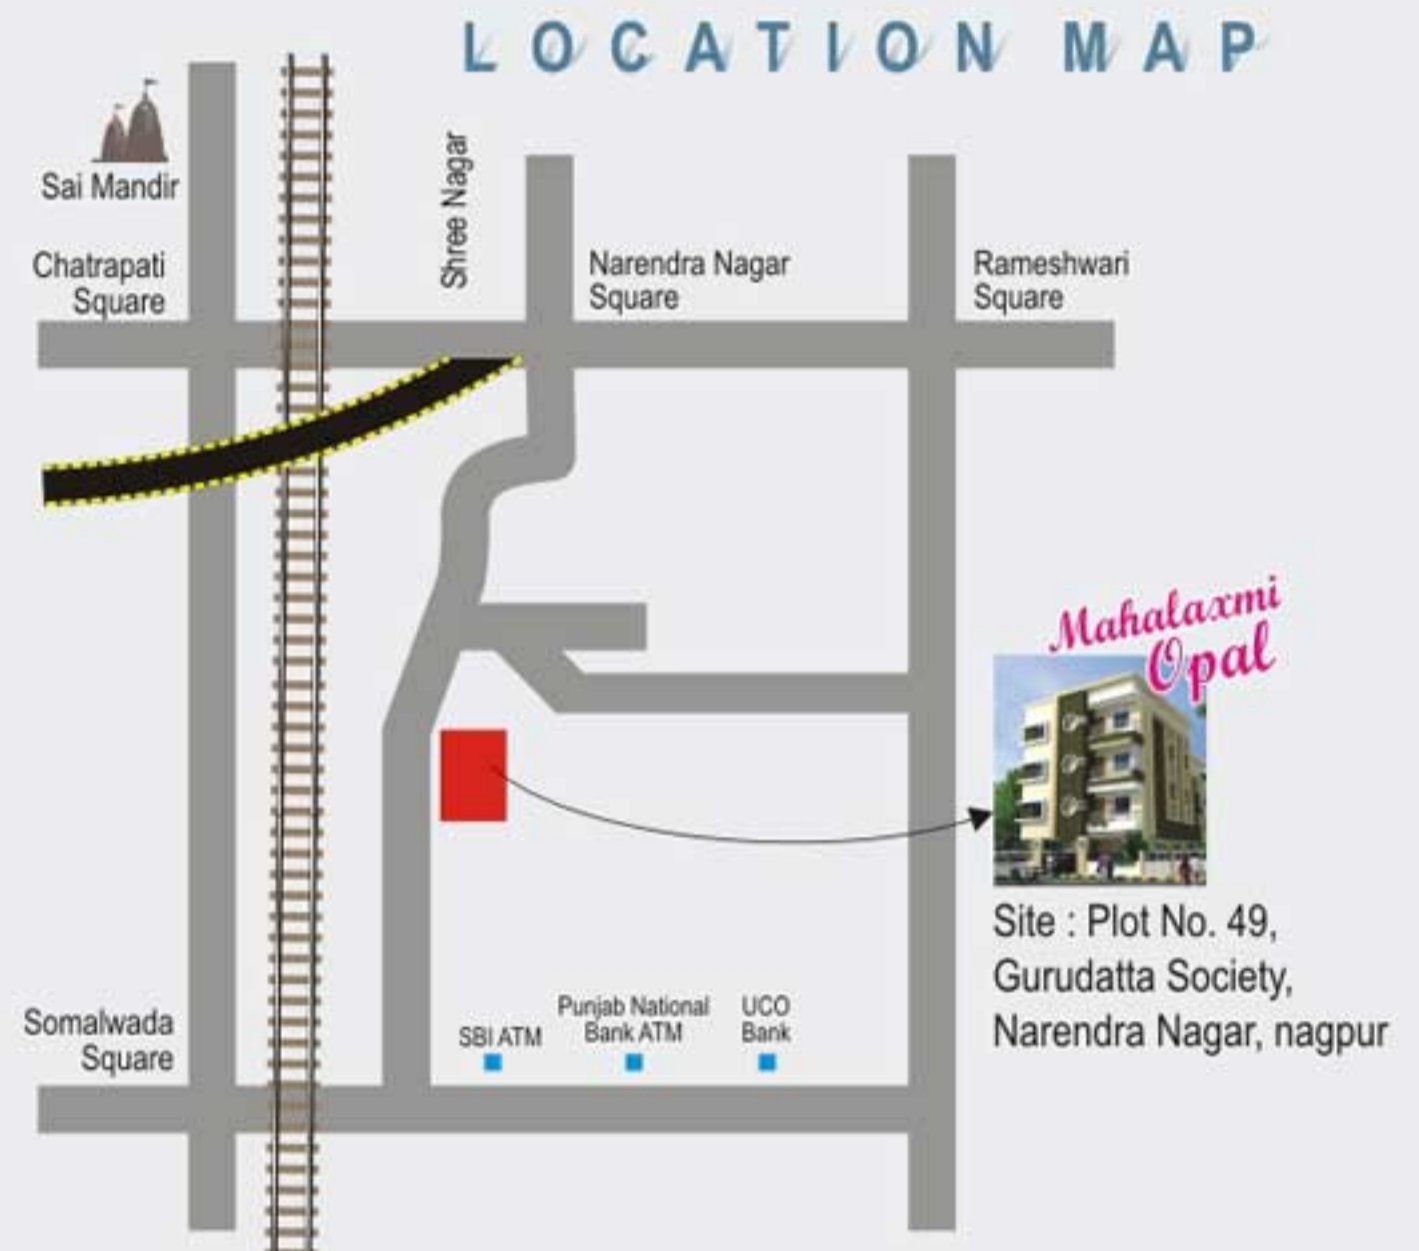 LOCATION MAP
Sai Mandir
Shree Nagar
Chatrapati
Square
Narendra Nagar
Square
Rameshwari
Square
Mahalaxmi
Opal
Site : Plot No. 49,
Gurudatta Society,
Narendra Nagar, nagpur
Somalwada
Square
SBI ATM
Punjab National
Bank ATM
UCO
Bank